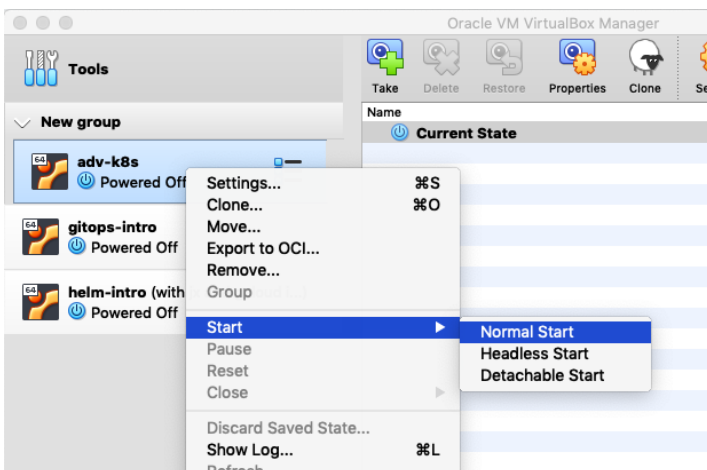 Oracle VM VirtualBox Manager
Tools
Take Delete Restore Properties Clone
Name
New group
Current State
64
adv-k8s
Powered Off
Settings... ⌘S
Clone... ⌘O
Move...
64
gitops-intro
Export to OCI...
Powered Off
Remove...
Group
64
helm-intro (with
Powered Off
Start
Normal Start
Pause
Headless Start
Reset
Detachable Start
Close
Discard Saved State...
Show Log... ⌘L
Refresh